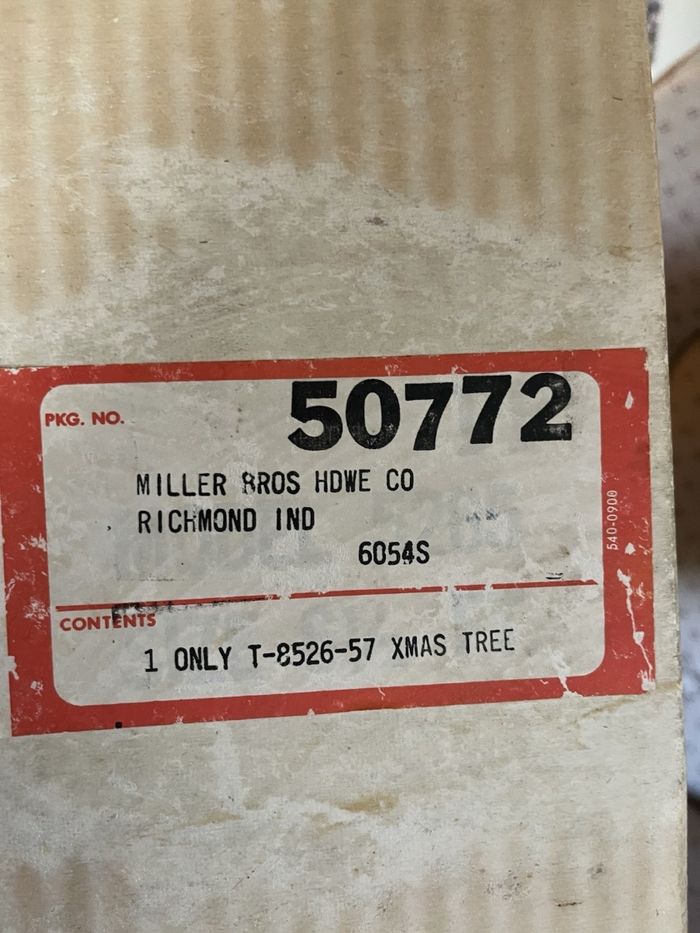 PKG. NO. 50772
MILLER BROS HDWE CO
RICHMOND IND
6054S
540-0900
CONTENTS
1 ONLY T-8526-57 XMAS TREE